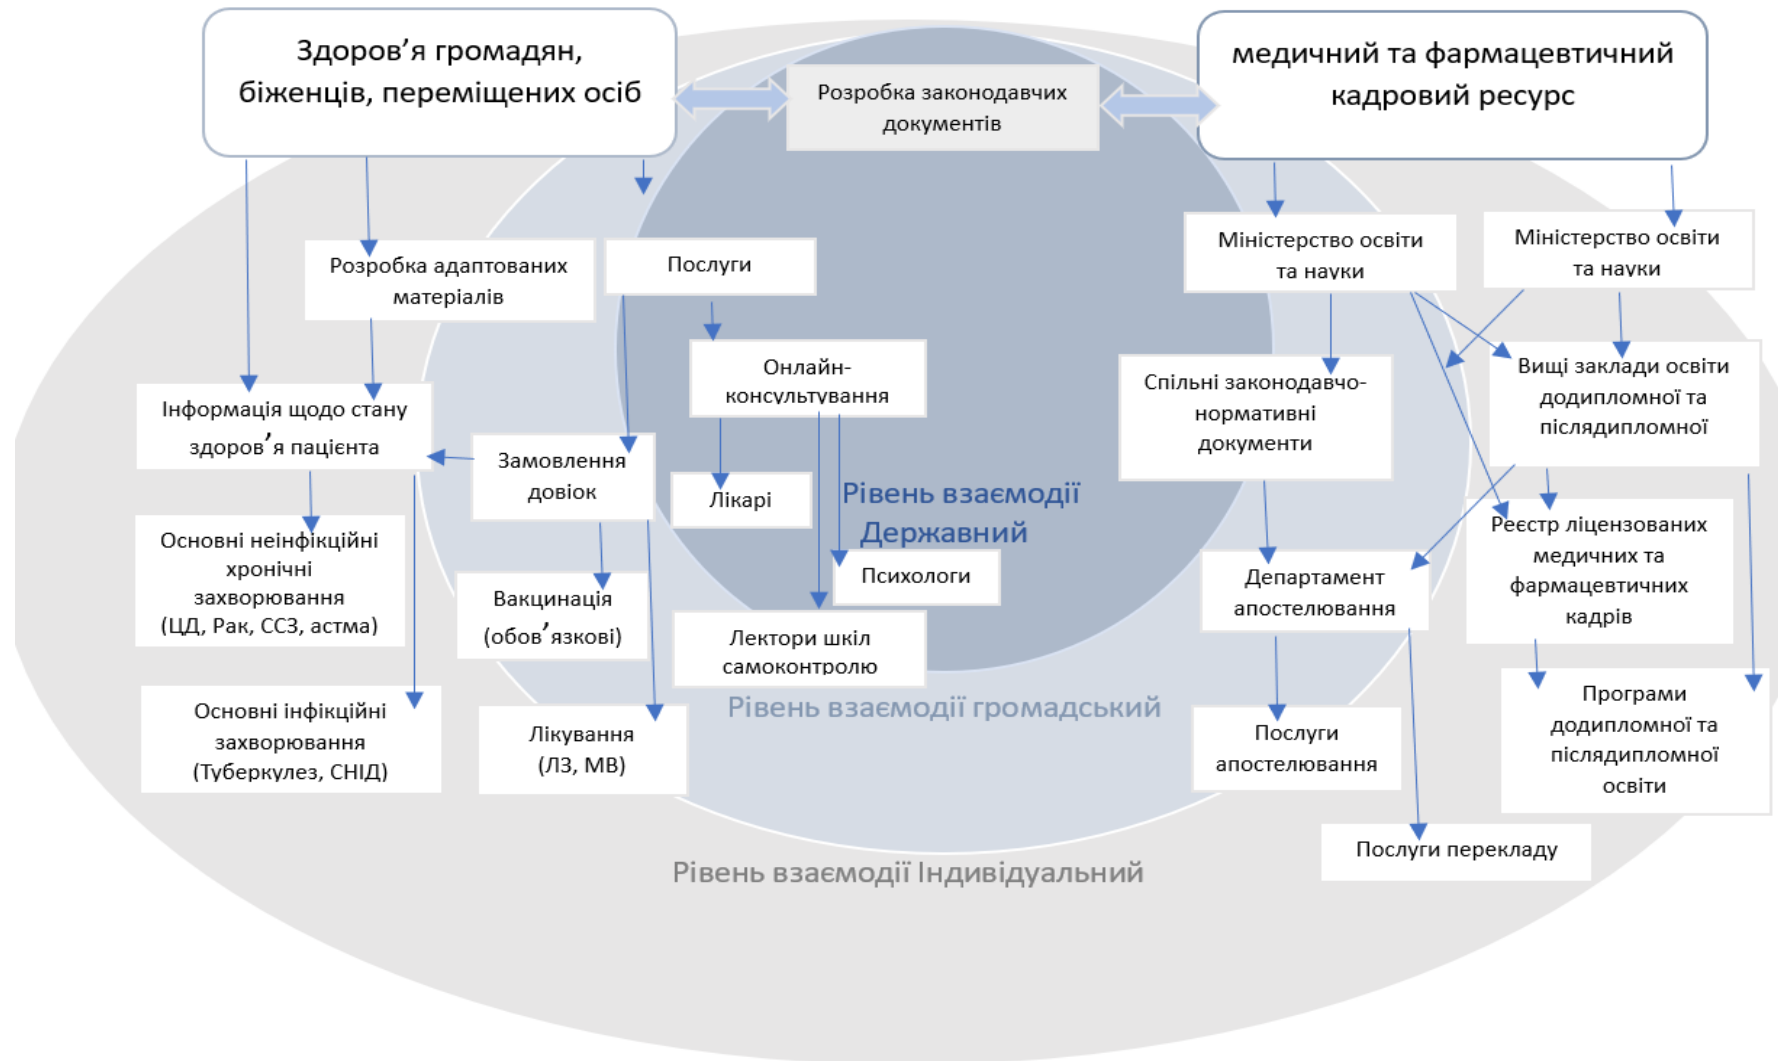 Здоров’я громадян,
біженців, переміщених осіб
Розробка законодавчих
документів
медичний та фармацевтичний
кадровий ресурс
Розробка адаптованих
матеріалів
Послуги
Міністерство освіти
та науки
Міністерство освіти
та науки
Інформація щодо стану
здоров’я пацієнта
Онлайн-
консультування
Спільні законодавчо-
нормативні
документи
Вищі заклади освіти
додипломної та
післядипломної
Замовлення
довіок
Лікарі
Рівень взаємодії
Державний
Основні неінфікційні
хронічні
захворювання
(ЦД, Рак, ССЗ, астма)
Вакцинація
(обов’язкові)
Психологи
Лектори шкіл
самоконтролю
Департамент
апостелювання
Реєстр ліцензованих
медичних та
фармацевтичних
кадрів
Основні інфікційні
захворювання
(Туберкулез, СНІД)
Лікування
(ЛЗ, МВ)
Рівень взаємодії громадський
Послуги
апостелювання
Програми
додипломної та
післядипломної
освіти
Послуги перекладу
Рівень взаємодії Індивідуальний